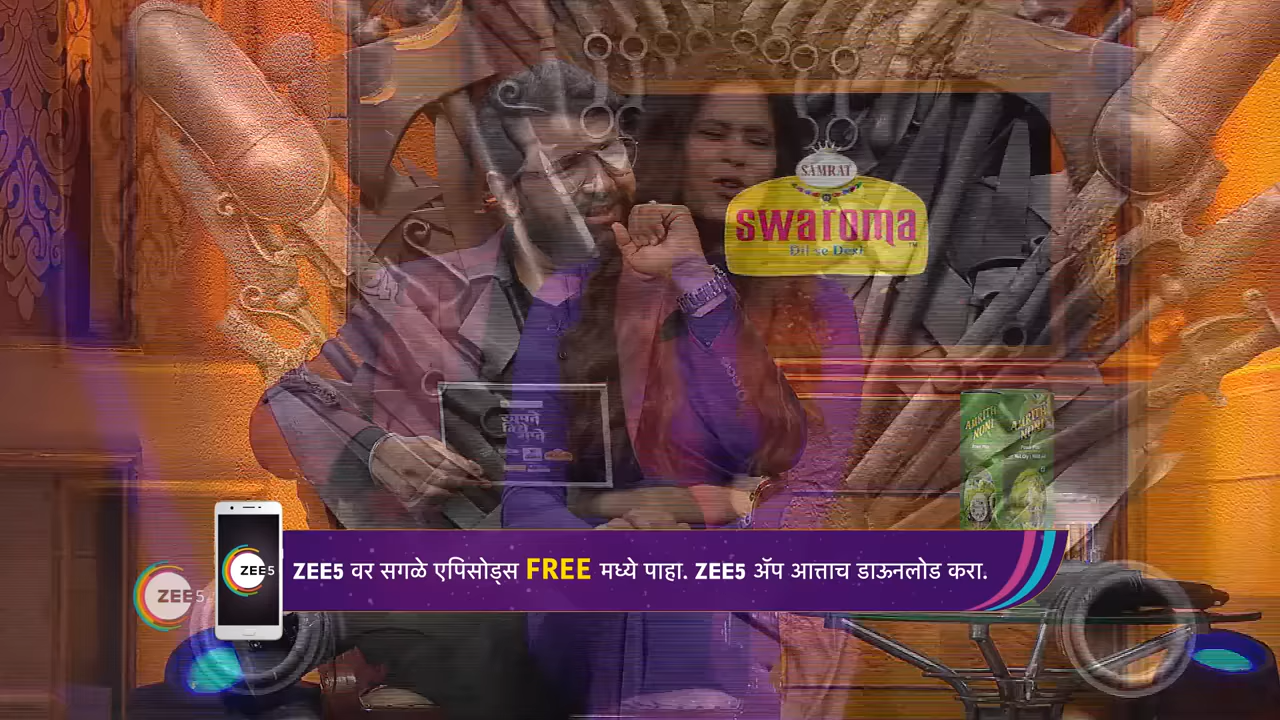 SAMRAT
swaroma
Dil se Desi
AMRITH
NONI
AMRITH
NONI
ZEE5 वर सगळे एपिसोड्स FREE मध्ये पाहा. ZEE5 ॲप आत्ताच डाऊनलोड करा.
ZEE5
ZEE5